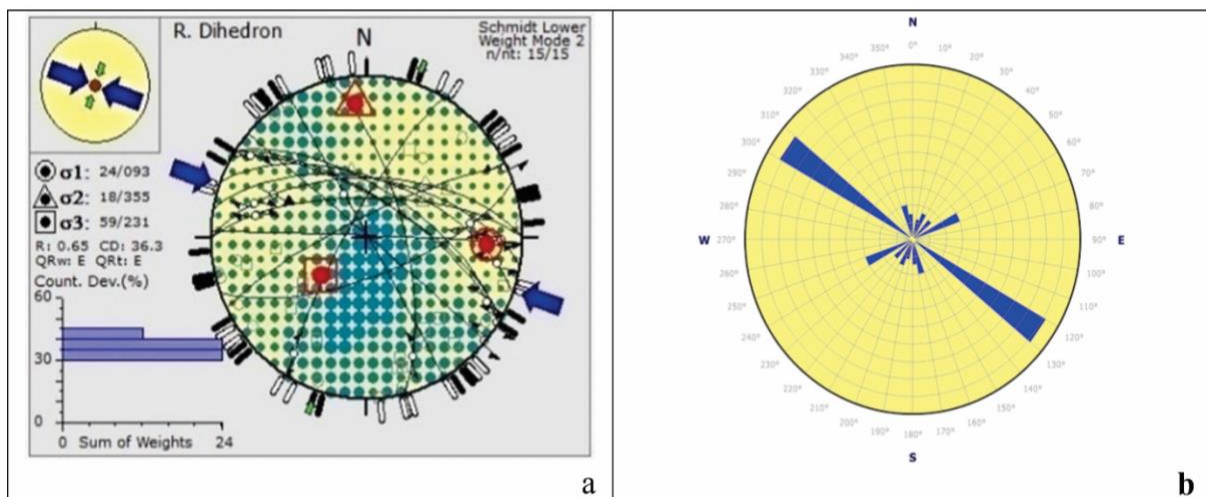 R. Dihedron
Schmidt Lower
Weight Mode 2
n/nt: 15/15
N
σ1: 24/093
σ2: 18/355
σ3: 59/231
R: 0.65 CD: 36.3
QRw: E QRt: E
Count. Dev.(%)
60
30
0
0 Sum of Weights 24
a
N
0°
10°
20°
30°
40°
50°
60°
70°
80°
90°
E
100°
110°
120°
130°
140°
150°
160°
170°
180°
S
190°
200°
210°
220°
230°
240°
250°
260°
270°
W
280°
290°
300°
310°
320°
330°
340°
350°
b